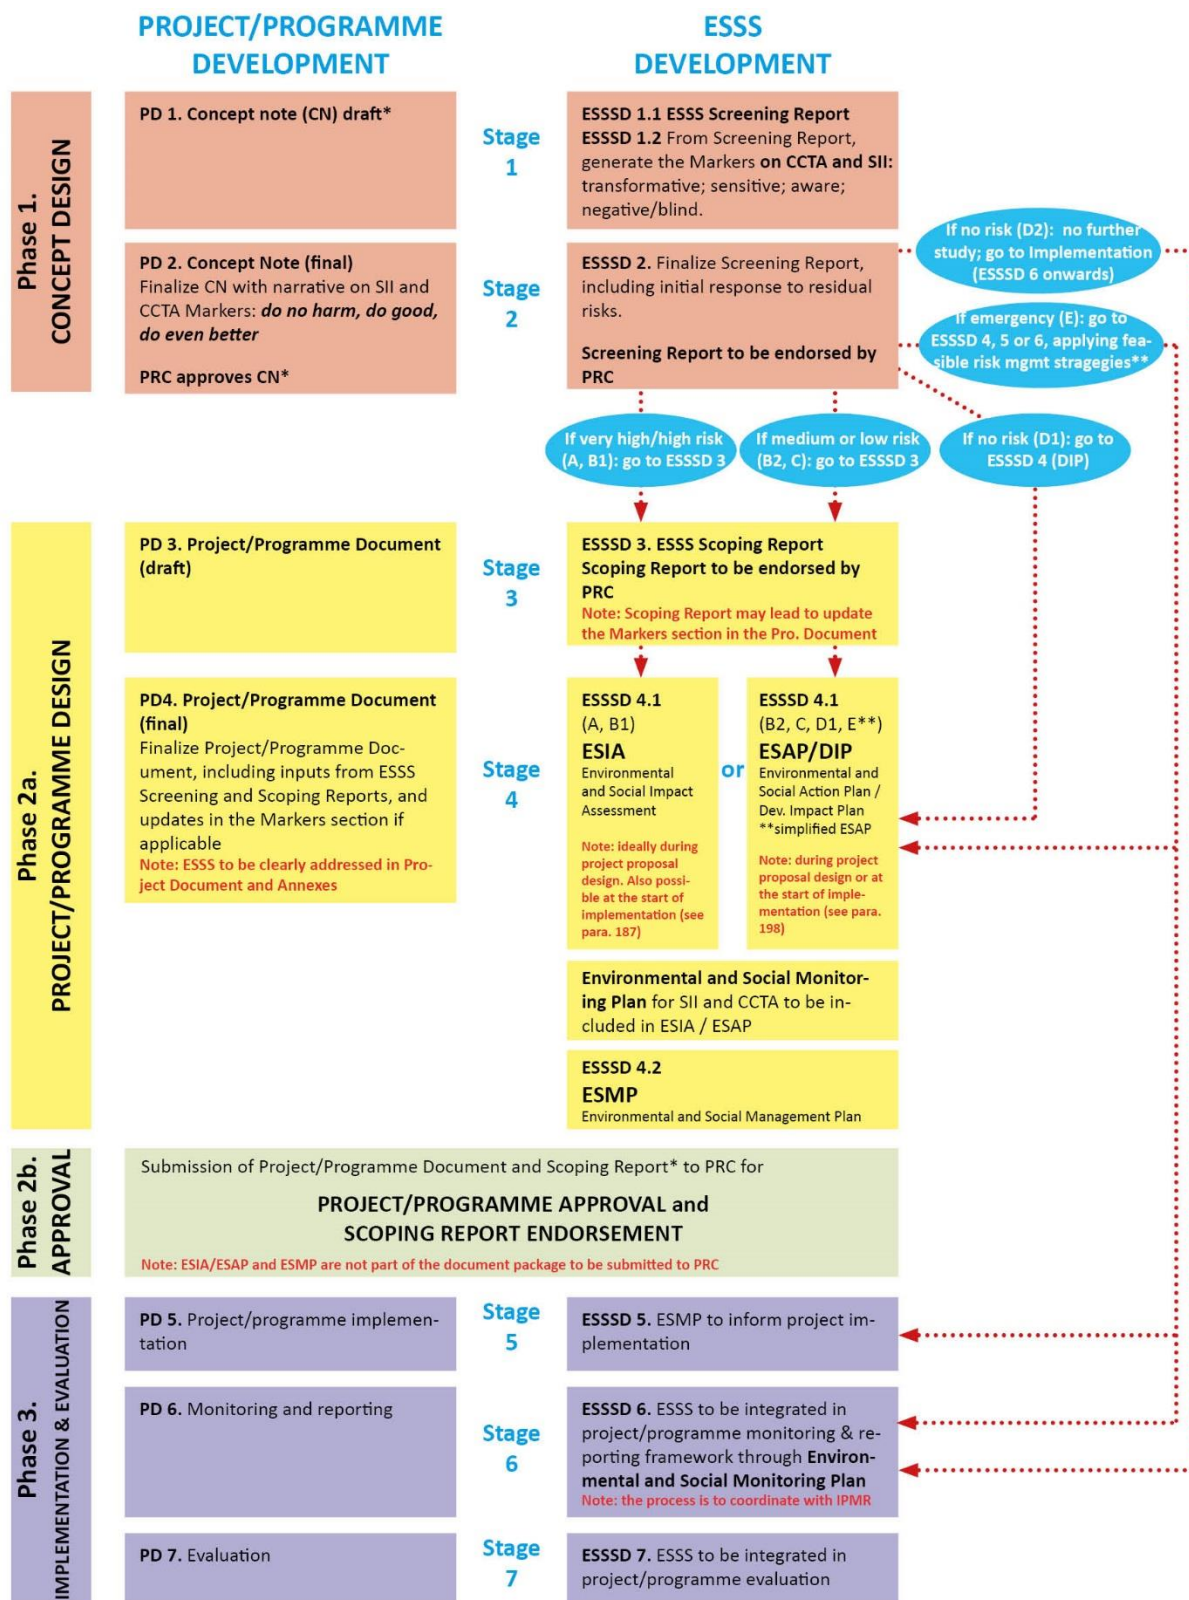 PROJECT/PROGRAMME
DEVELOPMENT
ESSS
DEVELOPMENT
Phase 1.
CONCEPT DESIGN
PD 1. Concept note (CN) draft*
Stage
1
ESSSD 1.1 ESSS Screening Report
ESSSD 1.2 From Screening Report,
generate the Markers on CCTA and SII:
transformative; sensitive; aware;
negative/blind.
PD 2. Concept Note (final)
Finalize CN with narrative on SII and
CCTA Markers: do no harm, do good,
do even better
PRC approves CN*
Stage
2
ESSSD 2. Finalize Screening Report,
including initial response to residual
risks.
Screening Report to be endorsed by
PRC
If no risk (D2): no further
study; go to Implementation
(ESSSD 6 onwards)
If emergency (E): go to
ESSSD 4, 5 or 6, applying fea-
sible risk mgmt stragegies**
If very high/high risk
(A, B1): go to ESSSD 3
If medium or low risk
(B2, C): go to ESSSD 3
If no risk (D1): go to
ESSSD 4 (DIP)
Phase 2a.
PROJECT/PROGRAMME DESIGN
PD 3. Project/Programme Document
(draft)
Stage
3
ESSSD 3. ESSS Scoping Report
Scoping Report to be endorsed by
PRC
Note: Scoping Report may lead to update
the Markers section in the Pro. Document
PD4. Project/Programme Document
(final)
Finalize Project/Programme Doc-
ument, including inputs from ESSS
Screening and Scoping Reports, and
updates in the Markers section if
applicable
Note: ESSS to be clearly addressed in Pro-
ject Document and Annexes
Stage
4
ESSSD 4.1
(A, B1)
ESIA
Environmental
and Social Impact
Assessment
Note: ideally during
project proposal
design. Also possi-
ble at the start of
implementation (see
para. 187)
or
ESSSD 4.1
(B2, C, D1, E**)
ESAP/DIP
Environmental and
Social Action Plan /
Dev. Impact Plan
**simplified ESAP
Note: during project
proposal design or at
the start of imple-
mentation (see para.
198)
Environmental and Social Monitor-
ing Plan for SII and CCTA to be in-
cluded in ESIA / ESAP
ESSSD 4.2
ESMP
Environmental and Social Management Plan
Phase 2b.
APPROVAL
Submission of Project/Programme Document and Scoping Report* to PRC for
PROJECT/PROGRAMME APPROVAL and
SCOPING REPORT ENDORSEMENT
Note: ESIA/ESAP and ESMP are not part of the document package to be submitted to PRC
Phase 3.
IMPLEMENTATION & EVALUATION
PD 5. Project/programme implemen-
tation
Stage
5
ESSSD 5. ESMP to inform project im-
plementation
PD 6. Monitoring and reporting
Stage
6
ESSSD 6. ESSS to be integrated in
project/programme monitoring & re-
porting framework through Environ-
mental and Social Monitoring Plan
Note: the process is to coordinate with IPMR
PD 7. Evaluation
Stage
7
ESSSD 7. ESSS to be integrated in
project/programme evaluation